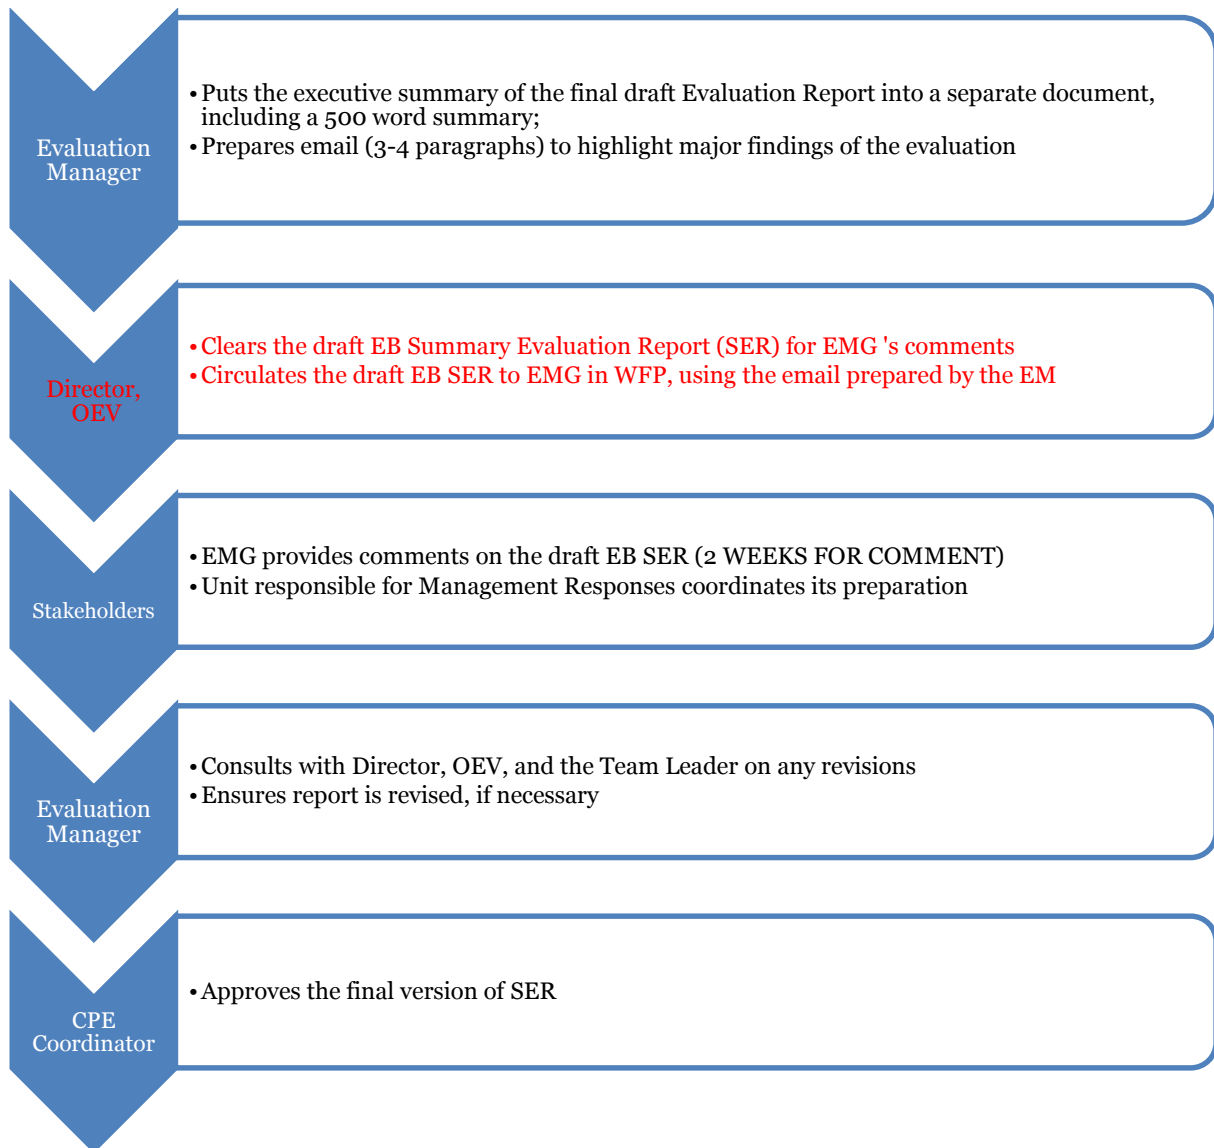 Evaluation
Manager
• Puts the executive summary of the final draft Evaluation Report into a separate document,
including a 500 word summary;
• Prepares email (3-4 paragraphs) to highlight major findings of the evaluation
Director,
OEV
• Clears the draft EB Summary Evaluation Report (SER) for EMG 's comments
• Circulates the draft EB SER to EMG in WFP, using the email prepared by the EM
Stakeholders
• EMG provides comments on the draft EB SER (2 WEEKS FOR COMMENT)
• Unit responsible for Management Responses coordinates its preparation
Evaluation
Manager
• Consults with Director, OEV, and the Team Leader on any revisions
• Ensures report is revised, if necessary
CPE
Coordinator
• Approves the final version of SER